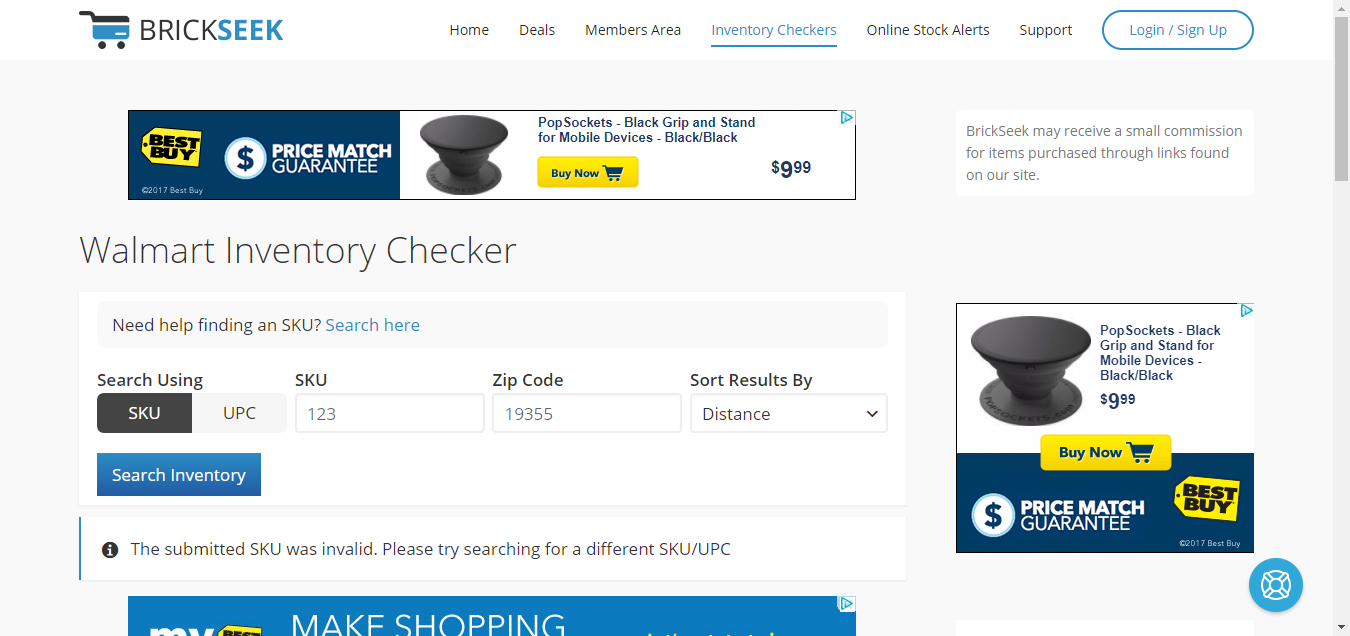 BRICKSEEK
Home
Deals
Members Area
Inventory Checkers
Online Stock Alerts
Support
Login / Sign Up
BEST BUY
$
PRICE MATCH
GUARANTEE
©2017 Best Buy
PopSockets - Black Grip and Stand
for Mobile Devices - Black/Black
Buy Now
$9.99
BrickSeek may receive a small commission
for items purchased through links found
on our site.
Walmart Inventory Checker
Need help finding an SKU? Search here
Search Using
SKU
Zip Code
Sort Results By
SKU
UPC
123
19355
Distance
Search Inventory
The submitted SKU was invalid. Please try searching for a different SKU/UPC
PopSockets - Black
Grip and Stand for
Mobile Devices -
Black/Black
$9.99
POPSOCKETS.COM
Buy Now
$
PRICE MATCH
GUARANTEE
BEST BUY
©2017 Best Buy
my BEST
MAKE SHOPPING